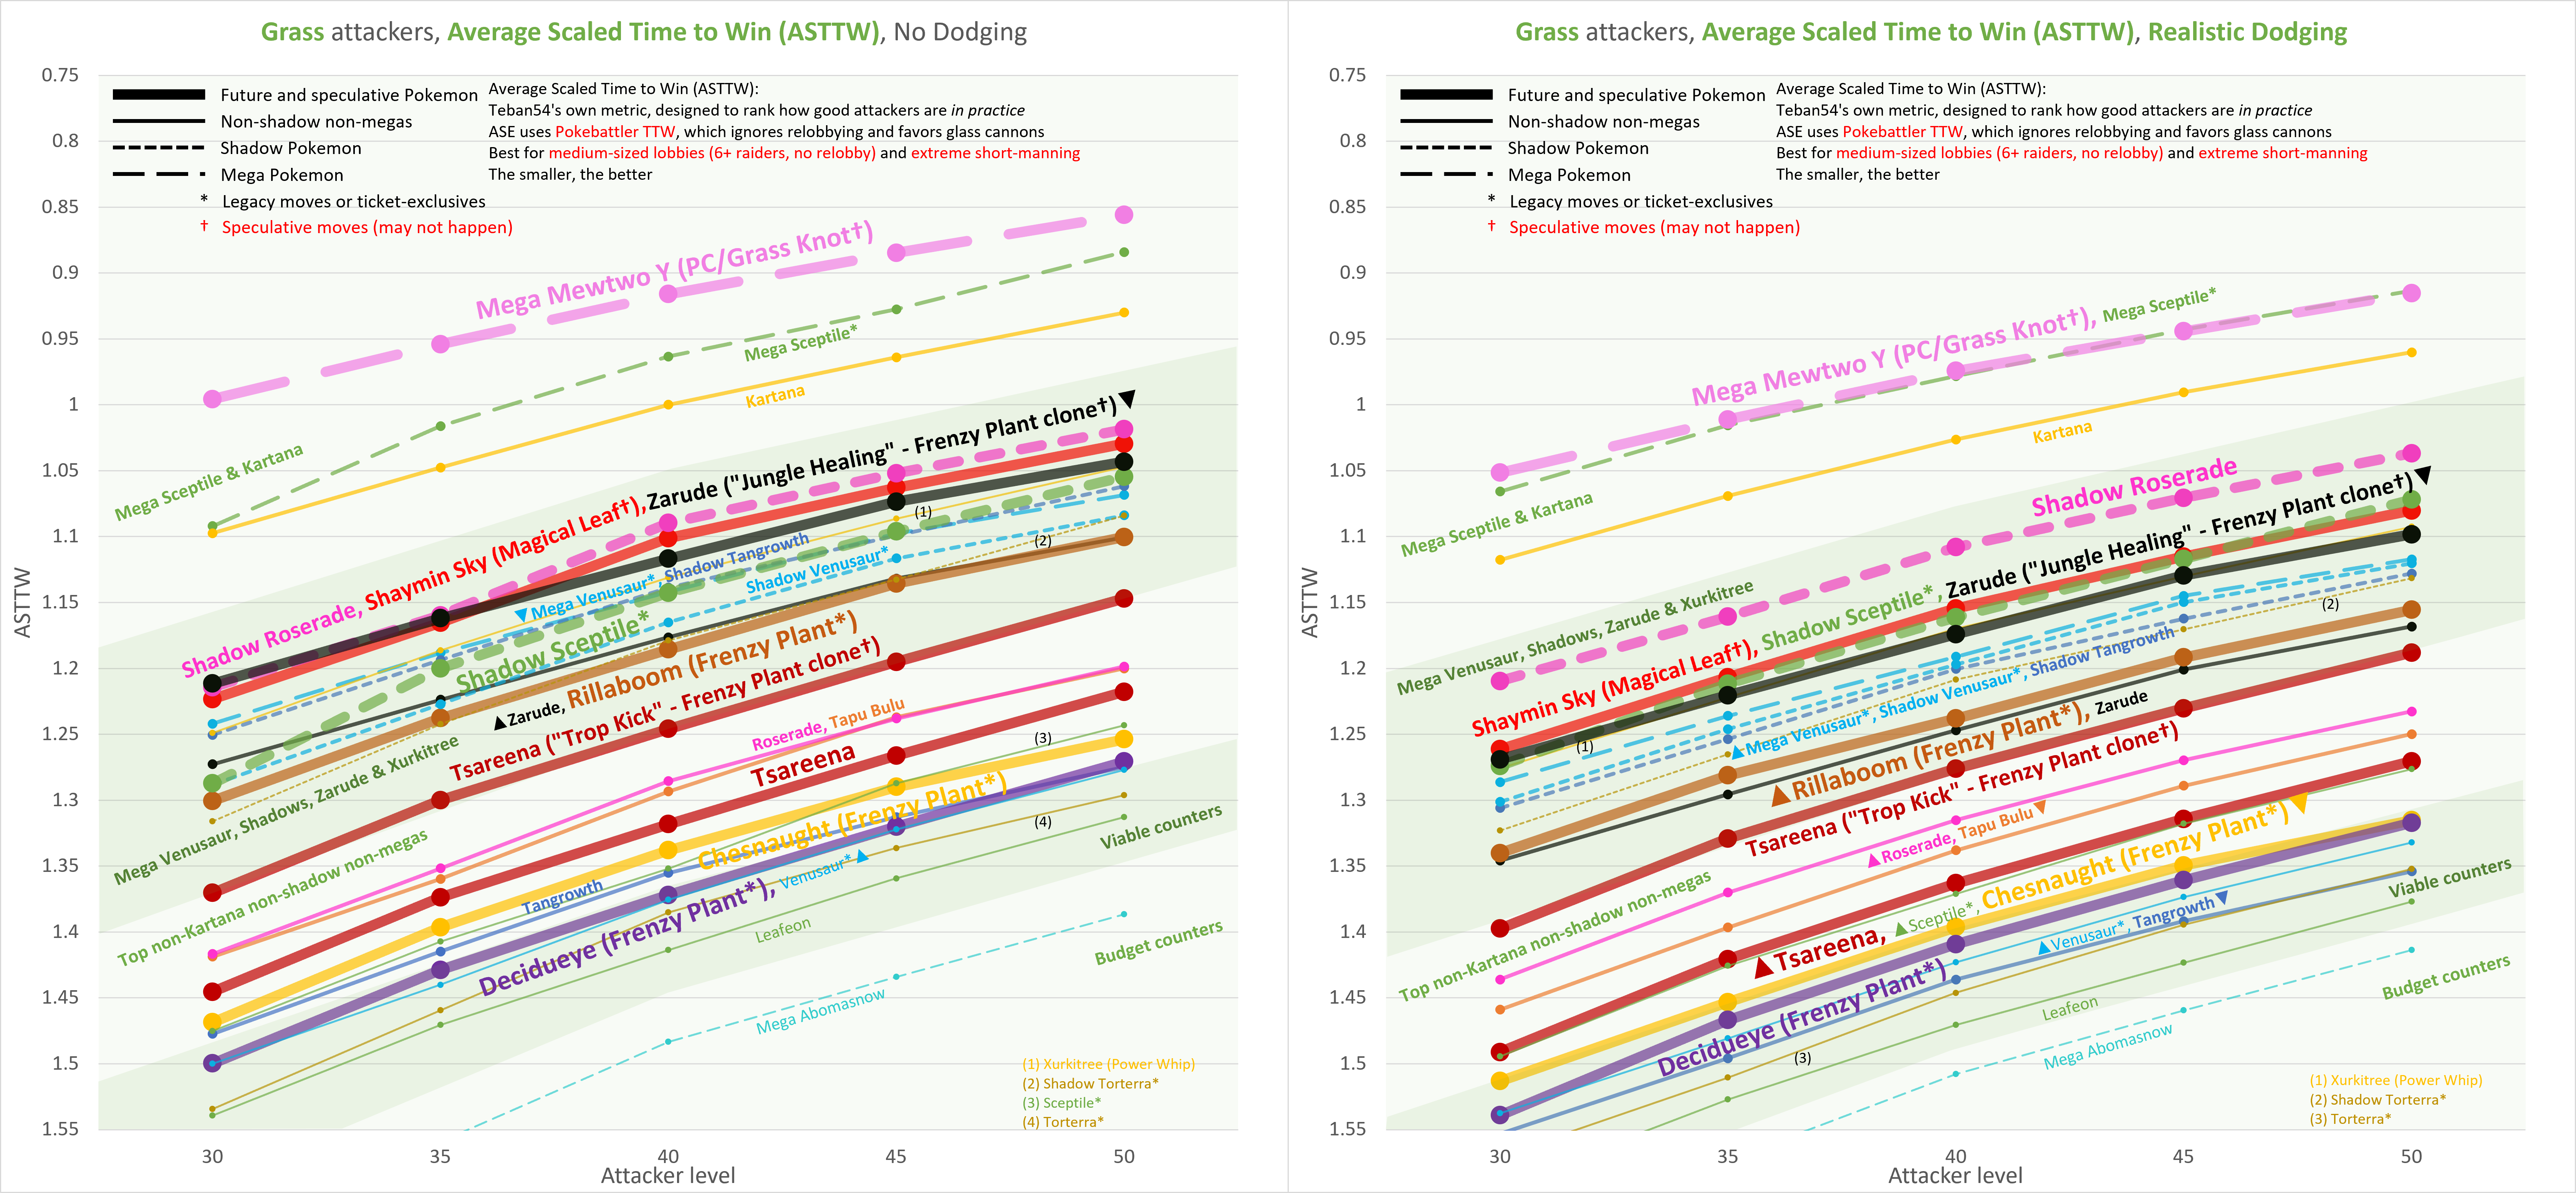 Grass attackers, Average Scaled Time to Win (ASTTW), No Dodging
0.75
0.8
0.85
0.9
0.95
1
1.05
1.1
1.15
1.2
1.25
1.3
1.35
1.4
1.45
1.5
1.55
ASTTW
Future and speculative Pokemon
Non-shadow non-megas
Shadow Pokemon
Mega Pokemon
* Legacy moves or ticket-exclusives
† Speculative moves (may not happen)
Average Scaled Time to Win (ASTTW):
Teban54's own metric, designed to rank how good attackers are in practice
ASE uses Pokebattler TTW, which ignores relobbying and favors glass cannons
Best for medium-sized lobbies (6+ raiders, no relobby) and extreme short-manning
The smaller, the better
Mega Mewtwo Y (PC/Grass Knot†)
Mega Sceptile*
Kartana
Mega Sceptile & Kartana
Shadow Roserade, Shaymin Sky (Magical Leaf†), Zarude ("Jungle Healing" - Frenzy Plant clone†)▼
(1)
▼Mega Venusaur*, Shadow Tangrowth
Shadow Venusaur*
(2)
Shadow Sceptile*
▲Zarude, Rillaboom (Frenzy Plant*)
Tsareena ("Trop Kick" - Frenzy Plant clone†)
Mega Venusaur, Shadows, Zarude & Xurkitree
Roserade, Tapu Bulu
Tsareena
(3)
Chesnaught (Frenzy Plant*)
Top non-Kartana non-shadow non-megas
Tangrowth
(4)
Decidueye (Frenzy Plant*), Venusaur*▲
Viable counters
Leafeon
Budget counters
Mega Abomasnow
(1) Xurkitree (Power Whip)
(2) Shadow Torterra*
(3) Sceptile*
(4) Torterra*
30 35 40 45 50
Attacker level
Grass attackers, Average Scaled Time to Win (ASTTW), Realistic Dodging
0.75
0.8
0.85
0.9
0.95
1
1.05
1.1
1.15
1.2
1.25
1.3
1.35
1.4
1.45
1.5
1.55
ASTTW
Future and speculative Pokemon
Non-shadow non-megas
Shadow Pokemon
Mega Pokemon
* Legacy moves or ticket-exclusives
† Speculative moves (may not happen)
Average Scaled Time to Win (ASTTW):
Teban54's own metric, designed to rank how good attackers are in practice
ASE uses Pokebattler TTW, which ignores relobbying and favors glass cannons
Best for medium-sized lobbies (6+ raiders, no relobby) and extreme short-manning
The smaller, the better
Mega Mewtwo Y (PC/Grass Knot†), Mega Sceptile*
Kartana
Mega Sceptile & Kartana
Shadow Roserade
Mega Venusaur, Shadows, Zarude & Xurkitree
Shaymin Sky (Magical Leaf†), Shadow Sceptile*, Zarude ("Jungle Healing" - Frenzy Plant clone†)▼
(1)
(2)
▲Mega Venusaur*, Shadow Venusaur*, Shadow Tangrowth
▲Rillaboom (Frenzy Plant*), Zarude
Tsareena ("Trop Kick" - Frenzy Plant clone†)
▲Roserade, Tapu Bulu▼
Top non-Kartana non-shadow non-megas
▲Tsareena, ▲Sceptile*, Chesnaught (Frenzy Plant*)▼
Decidueye (Frenzy Plant*)
▲Venusaur*, Tangrowth▼
Viable counters
(3)
Leafeon
Budget counters
Mega Abomasnow
(1) Xurkitree (Power Whip)
(2) Shadow Torterra*
(3) Torterra*
30 35 40 45 50
Attacker level